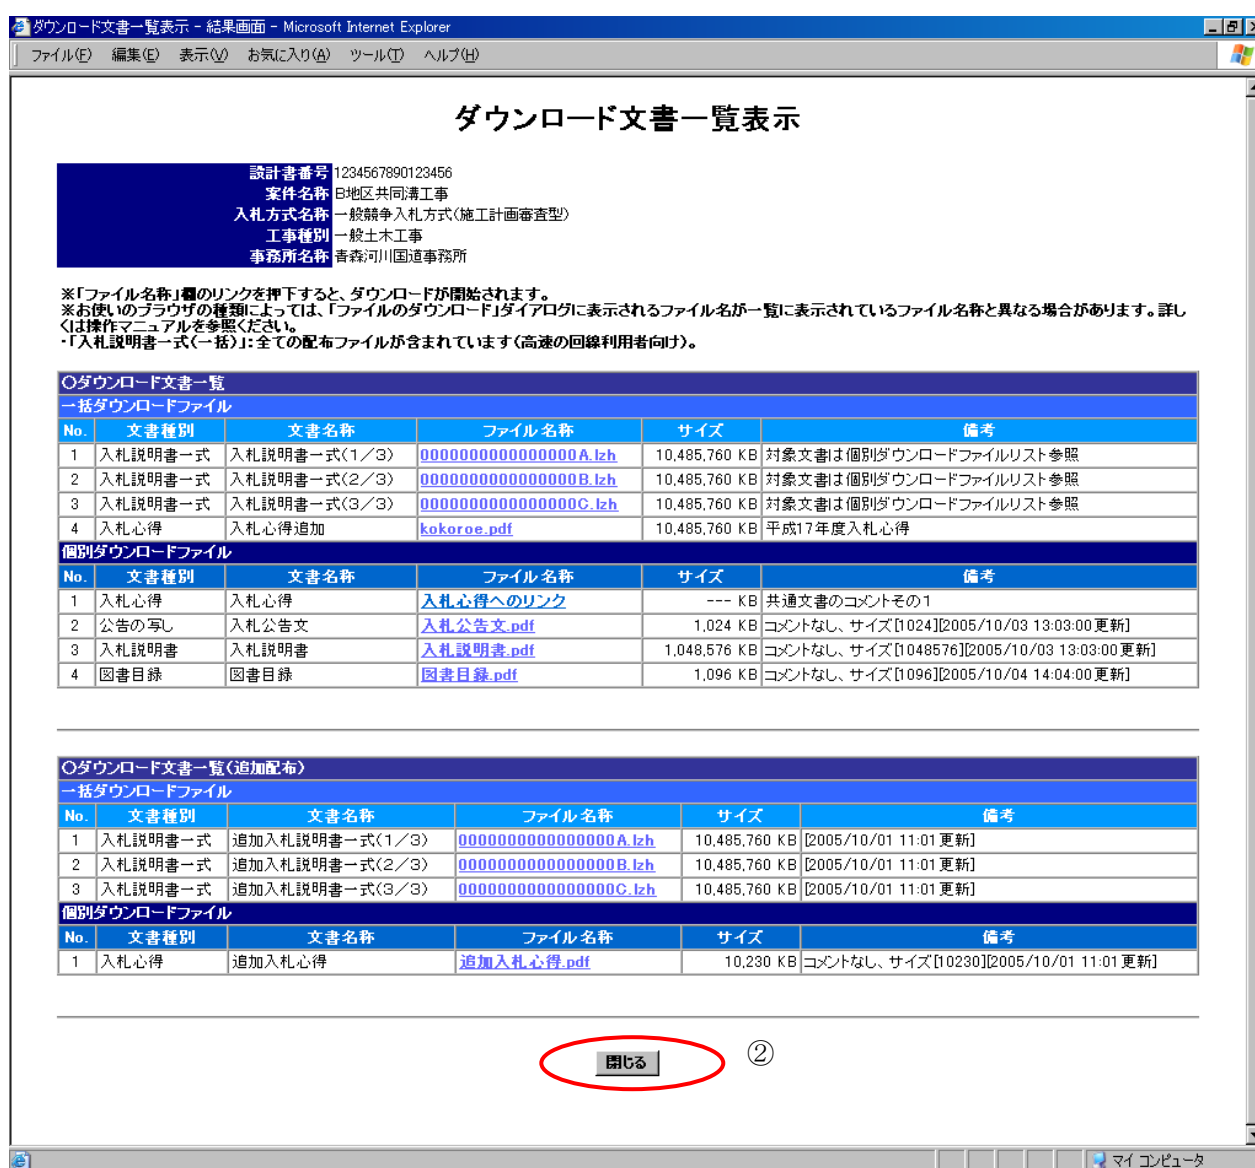 ダウンロード文書一覧表示 - 結果画面 - Microsoft Internet Explorer
ファイル(F) 編集(E) 表示(V) お気に入り(A) ツール(T) ヘルプ(H)
ダウンロード文書一覧表示
設計書番号 1234567890123456
案件名称 B地区共同溝工事
入札方式名称 一般競争入札方式(施工計画審査型)
工事種別 一般土木工事
事務所名称 青森河川国道事務所
※「ファイル名称」欄のリンクを押下すると、ダウンロードが開始されます。
※お使いのブラウザの種類によっては、「ファイルのダウンロード」ダイアログに表示されるファイル名が一覧に表示されているファイル名称と異なる場合があります。詳し
くは操作マニュアルを参照ください。
・「入札説明書一式(一括)」:全ての配布ファイルが含まれています(高速の回線利用者向け)。
○ダウンロード文書一覧
一括ダウンロードファイル
No. 文書種別 文書名称 ファイル名称 サイズ 備考
1 入札説明書一式 入札説明書一式(1/3) 0000000000000000A.lzh 10,485,760 KB 対象文書は個別ダウンロードファイルリスト参照
2 入札説明書一式 入札説明書一式(2/3) 0000000000000000B.lzh 10,485,760 KB 対象文書は個別ダウンロードファイルリスト参照
3 入札説明書一式 入札説明書一式(3/3) 0000000000000000C.lzh 10,485,760 KB 対象文書は個別ダウンロードファイルリスト参照
4 入札心得 入札心得追加 kokoroe.pdf 10,485,760 KB 平成17年度入札心得
個別ダウンロードファイル
No. 文書種別 文書名称 ファイル名称 サイズ 備考
1 入札心得 入札心得 入札心得へのリンク --- KB 共通文書のコメントその1
2 公告の写し 入札公告文 入札公告文.pdf 1,024 KB コメントなし、サイズ[1024][2005/10/03 13:03:00更新]
3 入札説明書 入札説明書 入札説明書.pdf 1,048,576 KB コメントなし、サイズ[1048576][2005/10/03 13:03:00更新]
4 図書目録 図書目録 図書目録.pdf 1,096 KB コメントなし、サイズ[1096][2005/10/04 14:04:00更新]
○ダウンロード文書一覧(追加配布)
一括ダウンロードファイル
No. 文書種別 文書名称 ファイル名称 サイズ 備考
1 入札説明書一式 追加入札説明書一式(1/3) 0000000000000000A.lzh 10,485,760 KB [2005/10/01 11:01更新]
2 入札説明書一式 追加入札説明書一式(2/3) 0000000000000000B.lzh 10,485,760 KB [2005/10/01 11:01更新]
3 入札説明書一式 追加入札説明書一式(3/3) 0000000000000000C.lzh 10,485,760 KB [2005/10/01 11:01更新]
個別ダウンロードファイル
No. 文書種別 文書名称 ファイル名称 サイズ 備考
1 入札心得 追加入札心得 追加入札心得.pdf 10,230 KB コメントなし、サイズ[10230][2005/10/01 11:01更新]
閉じる ②
マイ コンピュータ